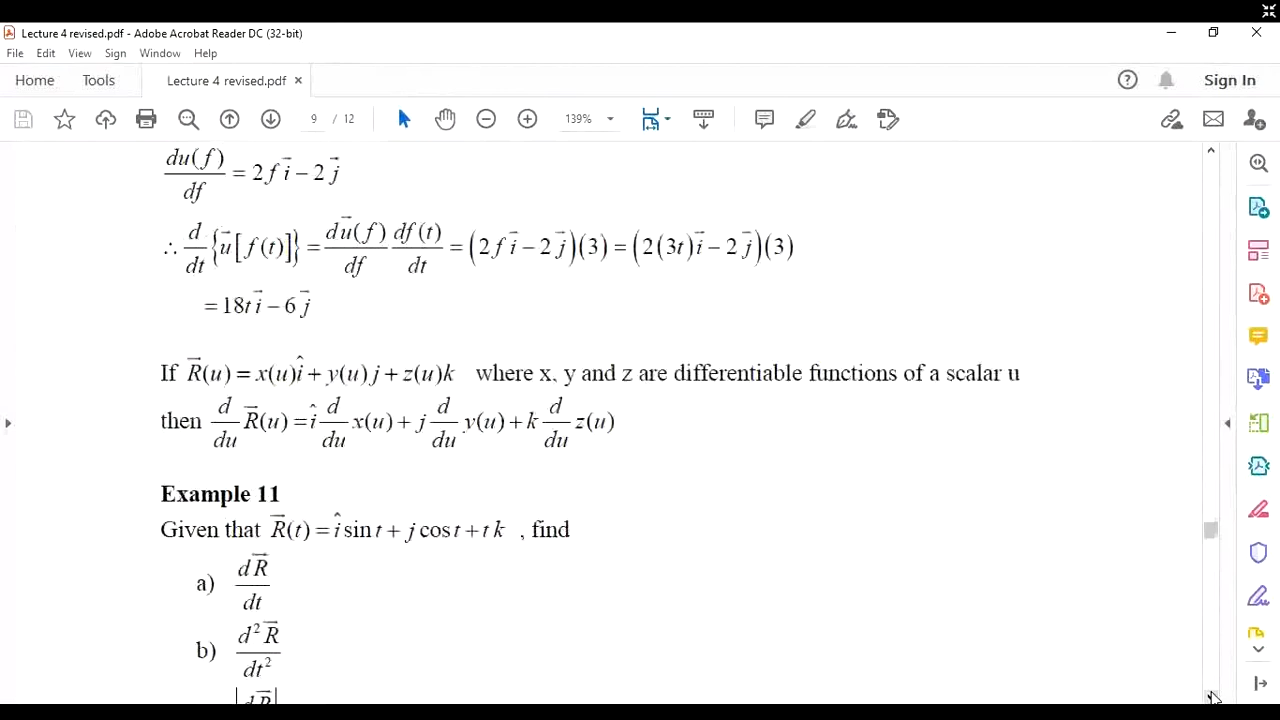 Lecture 4 revised.pdf - Adobe Acrobat Reader DC (32-bit)
File Edit View Sign Window Help
Home Tools Lecture 4 revised.pdf × Sign In
9 / 12 139%
du(f)/df = 2f i⃗ − 2 j⃗
∴ d/dt {u⃗[f(t)]} = du⃗(f)/df df(t)/dt = (2f i⃗ − 2 j⃗)(3) = (2(3t) i⃗ − 2 j⃗)(3)
= 18t i⃗ − 6 j⃗
If R⃗(u) = x(u)î + y(u) j + z(u)k where x, y and z are differentiable functions of a scalar u
then d/du R⃗(u) = î d/du x(u) + j d/du y(u) + k d/du z(u)
Example 11
Given that R⃗(t) = î sin t + j cos t + t k , find
a) dR⃗/dt
b) d²R⃗/dt²
|dR⃗|